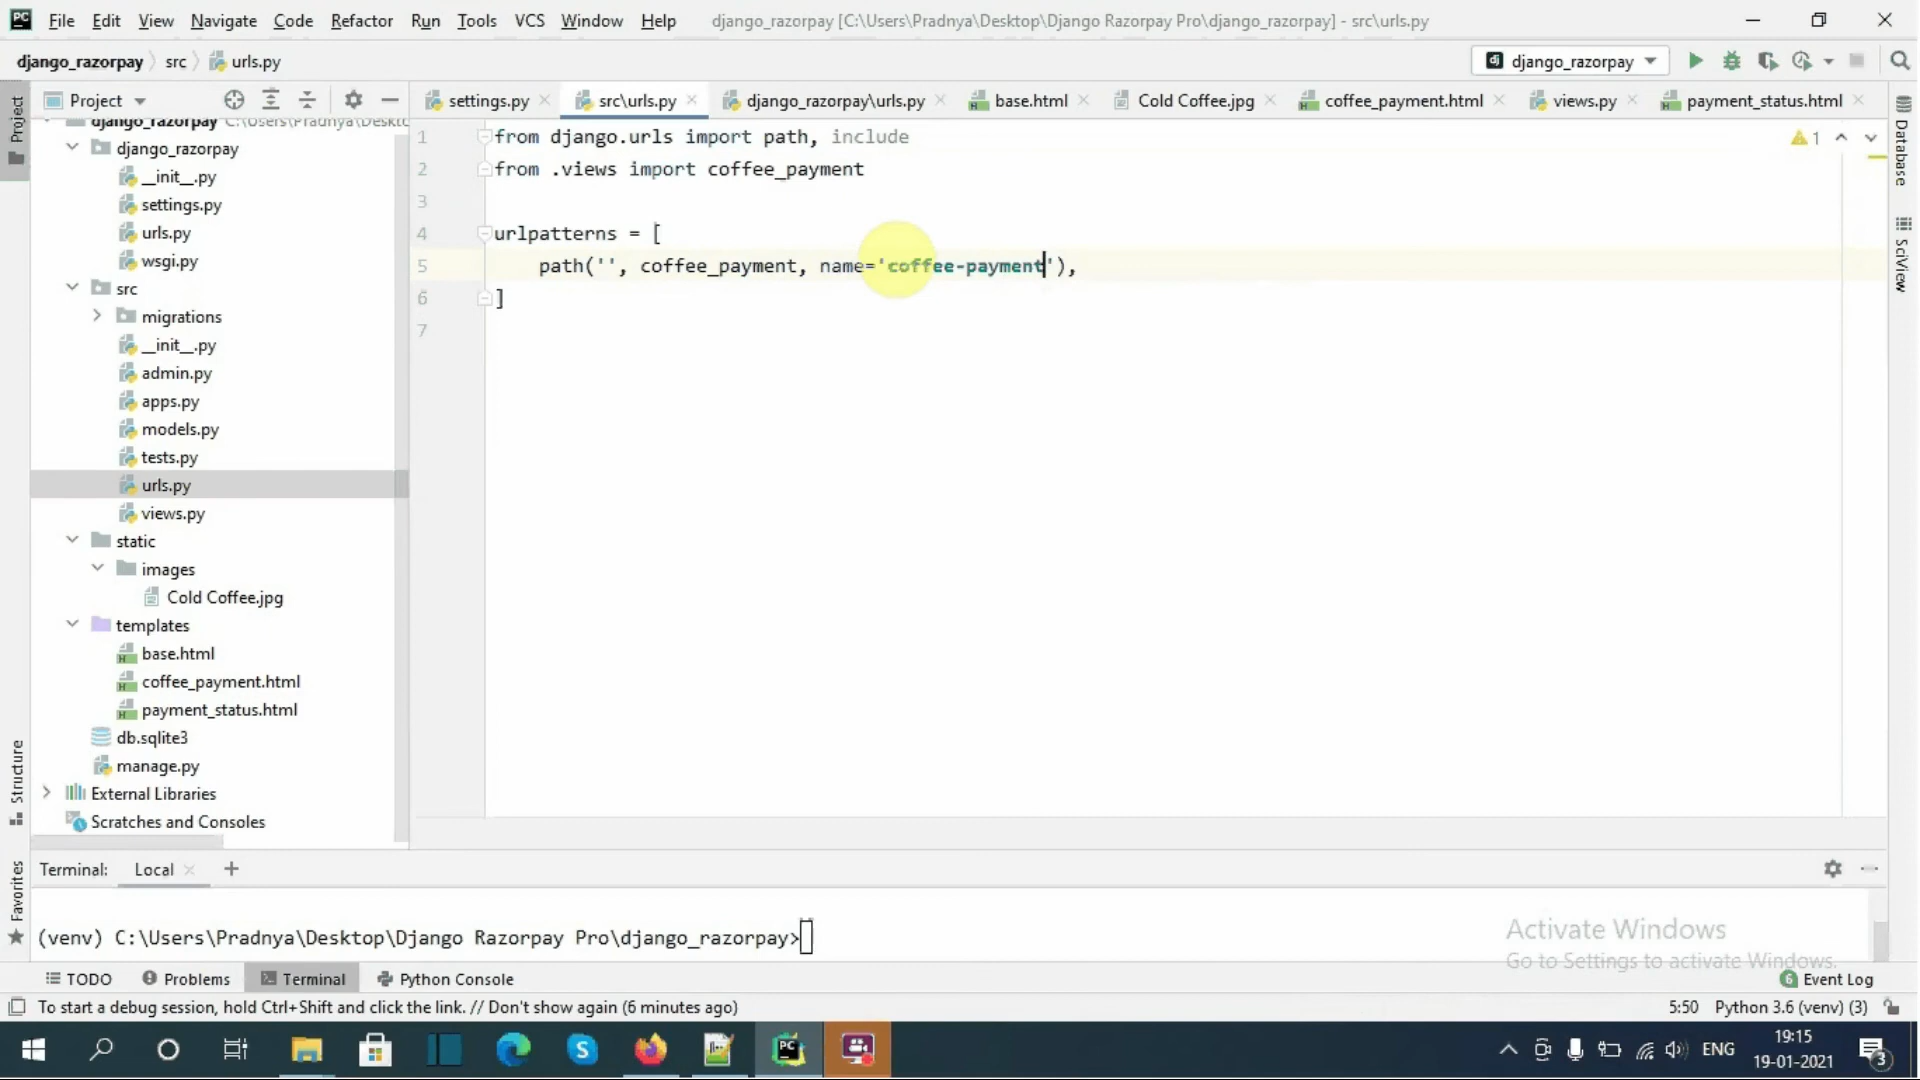 File Edit View Navigate Code Refactor Run Tools VCS Window Help django_razorpay [C:\Users\Pradnya\Desktop\Django Razorpay Pro\django_razorpay] - src\urls.py
django_razorpay src urls.py django_razorpay
Project settings.py src\urls.py django_razorpay\urls.py base.html Cold Coffee.jpg coffee_payment.html views.py payment_status.html
django_razorpay C:\Users\Pradnya\Deskto
django_razorpay
__init__.py
settings.py
urls.py
wsgi.py
src
migrations
__init__.py
admin.py
apps.py
models.py
tests.py
urls.py
views.py
static
images
Cold Coffee.jpg
templates
base.html
coffee_payment.html
payment_status.html
db.sqlite3
manage.py
External Libraries
Scratches and Consoles
1 from django.urls import path, include
2 from .views import coffee_payment
3
4 urlpatterns = [
5 path('', coffee_payment, name='coffee-payment'),
6 ]
7
1
Project
Structure
Favorites
Database
SciView
Terminal: Local
(venv) C:\Users\Pradnya\Desktop\Django Razorpay Pro\django_razorpay>
Activate Windows
Go to Settings to activate Windows.
TODO Problems Terminal Python Console 6 Event Log
To start a debug session, hold Ctrl+Shift and click the link. // Don't show again (6 minutes ago) 5:50 Python 3.6 (venv) (3)
ENG 19:15
19-01-2021 3